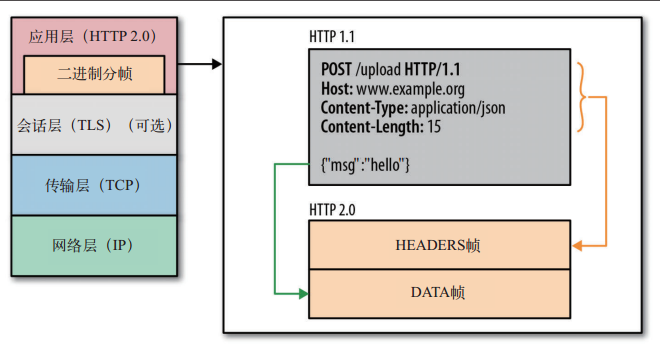 应用层（HTTP 2.0）
二进制分帧
会话层（TLS）（可选）
传输层（TCP）
网络层（IP）
HTTP 1.1
POST /upload HTTP/1.1
Host: www.example.org
Content-Type: application/json
Content-Length: 15
{"msg":"hello"}
HTTP 2.0
HEADERS帧
DATA帧